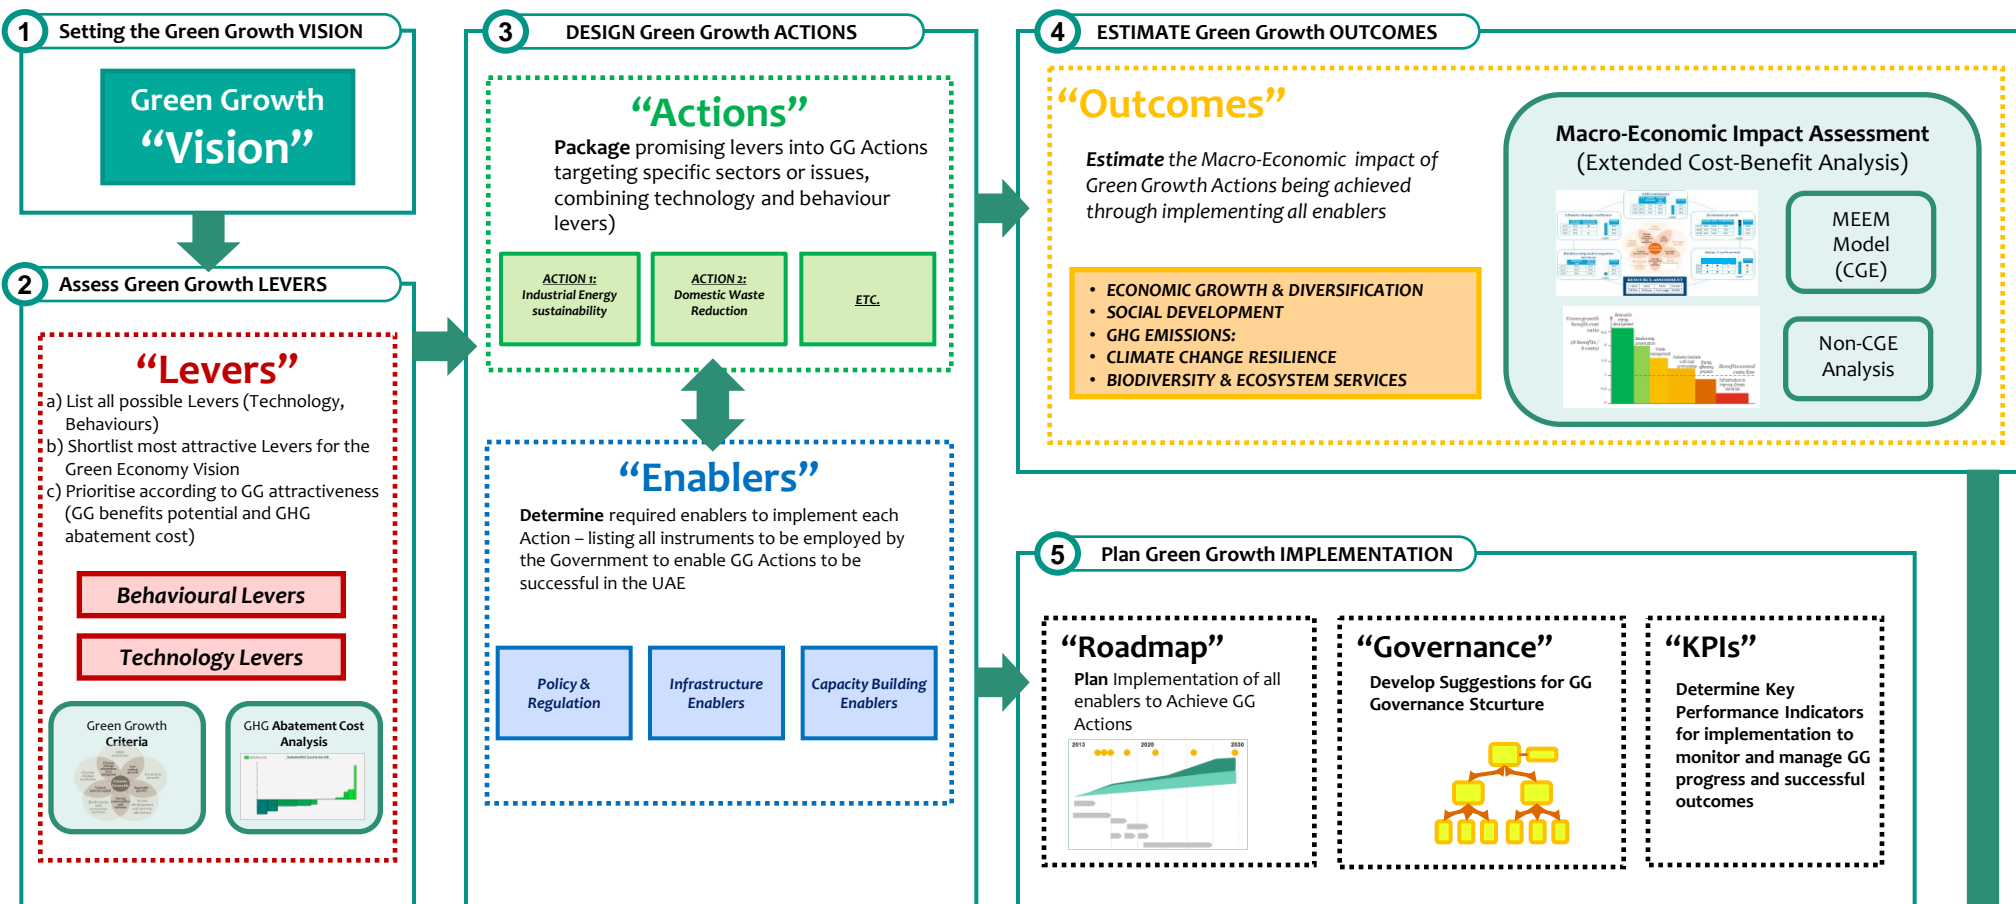 1
Setting the Green Growth VISION
Green Growth
“Vision”
2
Assess Green Growth LEVERS
“Levers”
a) List all possible Levers (Technology,
Behaviours)
b) Shortlist most attractive Levers for the
Green Economy Vision
c) Prioritise according to GG attractiveness
(GG benefits potential and GHG
abatement cost)
Behavioural Levers
Technology Levers
Green Growth
Criteria
GHG Abatement Cost
Analysis
3
DESIGN Green Growth ACTIONS
“Actions”
Package promising levers into GG Actions
targeting specific sectors or issues,
combining technology and behaviour
levers)
ACTION 1:
Industrial Energy
sustainability
ACTION 2:
Domestic Waste
Reduction
ETC.
“Enablers”
Determine required enablers to implement each
Action – listing all instruments to be employed by
the Government to enable GG Actions to be
successful in the UAE
Policy &
Regulation
Infrastructure
Enablers
Capacity Building
Enablers
4
ESTIMATE Green Growth OUTCOMES
“Outcomes”
Estimate the Macro-Economic impact of
Green Growth Actions being achieved
through implementing all enablers
• ECONOMIC GROWTH & DIVERSIFICATION
• SOCIAL DEVELOPMENT
• GHG EMISSIONS:
• CLIMATE CHANGE RESILIENCE
• BIODIVERSITY & ECOSYSTEM SERVICES
Macro-Economic Impact Assessment
(Extended Cost-Benefit Analysis)
MEEM
Model
(CGE)
Non-CGE
Analysis
Green growth
benefit-cost
ratio
5
Plan Green Growth IMPLEMENTATION
“Roadmap”
Plan Implementation of all
enablers to Achieve GG
Actions
2013 2020 2030
“Governance”
Develop Suggestions for GG
Governance Stcurture
“KPIs”
Determine Key
Performance Indicators
for implementation to
monitor and manage GG
progress and successful
outcomes